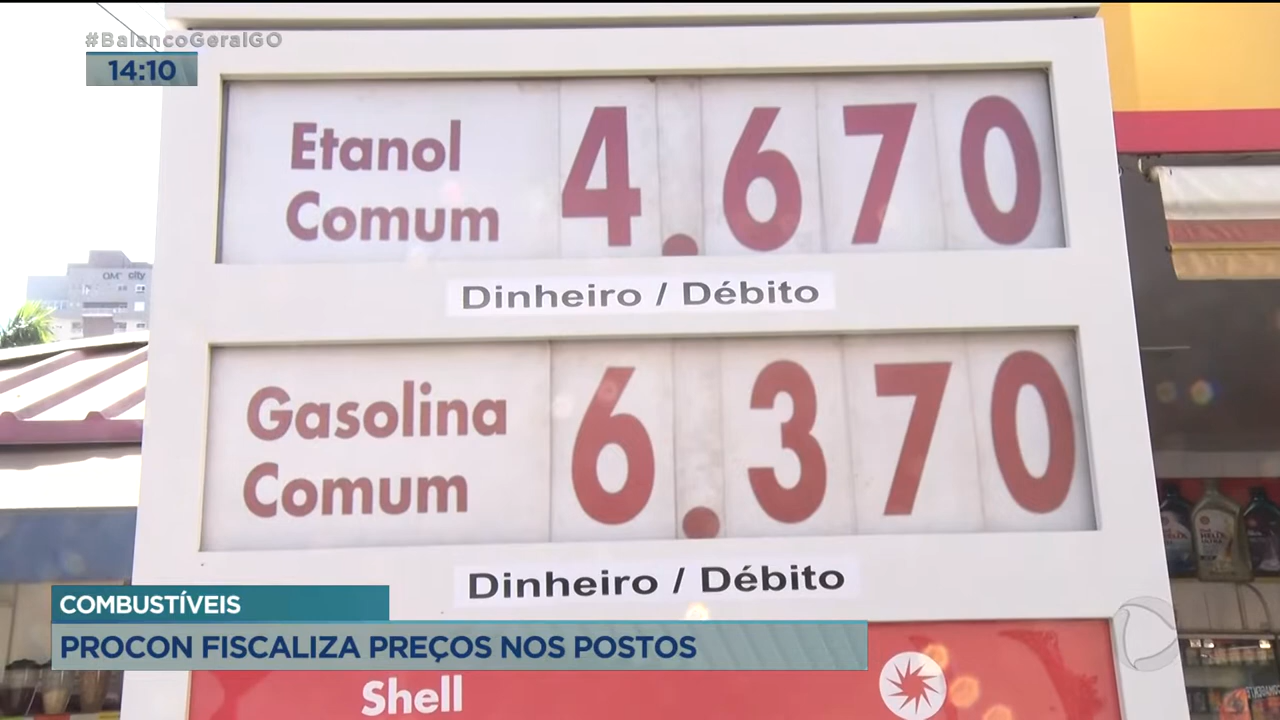 #BalancoGeralGO
14:10
Etanol
Comum
4.670
Dinheiro / Débito
Gasolina
Comum
6.370
Dinheiro / Débito
COMBUSTÍVEIS
PROCON FISCALIZA PREÇOS NOS POSTOS
Shell
city